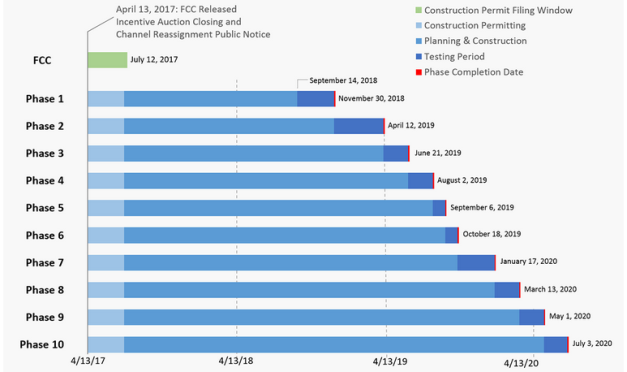 April 13, 2017: FCC Released
Incentive Auction Closing and
Channel Reassignment Public Notice
Construction Permit Filing Window
Construction Permitting
Planning & Construction
Testing Period
Phase Completion Date
FCC
July 12, 2017
September 14, 2018
Phase 1
November 30, 2018
Phase 2
April 12, 2019
Phase 3
June 21, 2019
Phase 4
August 2, 2019
Phase 5
September 6, 2019
Phase 6
October 18, 2019
Phase 7
January 17, 2020
Phase 8
March 13, 2020
Phase 9
May 1, 2020
Phase 10
July 3, 2020
4/13/17
4/13/18
4/13/19
4/13/20